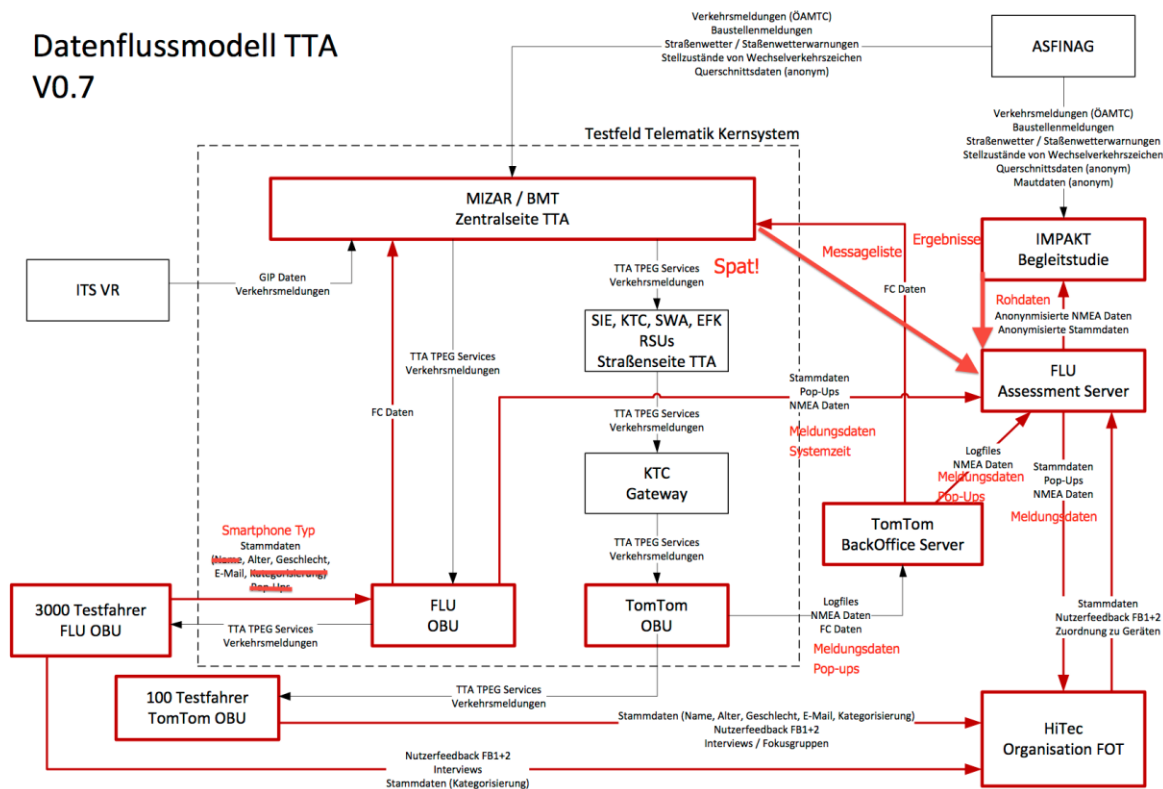 Datenflussmodell TTA
V0.7
Verkehrsmeldungen (ÖAMTC)
Baustellenmeldungen
Straßenwetter / Staßenwetterwarnungen
Stellzustände von Wechselverkehrszeichen
Querschnittsdaten (anonym)
ASFINAG
Verkehrsmeldungen (ÖAMTC)
Baustellenmeldungen
Straßenwetter / Staßenwetterwarnungen
Stellzustände von Wechselverkehrszeichen
Querschnittsdaten (anonym)
Mautdaten (anonym)
Testfeld Telematik Kernsystem
MIZAR / BMT
Zentralseite TTA
Ergebnisse
IMPAKT
Begleitstudie
Messageliste
Spat!
TTA TPEG Services
Verkehrsmeldungen
ITS VR
GIP Daten
Verkehrsmeldungen
FC Daten
Rohdaten
Anonynmisierte NMEA Daten
Anonymisierte Stammdaten
SIE, KTC, SWA, EFK
RSUs
Straßenseite TTA
TTA TPEG Services
Verkehrsmeldungen
FLU
Assessment Server
FC Daten
Stammdaten
Pop-Ups
NMEA Daten
TTA TPEG Services
Verkehrsmeldungen
Meldungsdaten
Systemzeit
KTC
Gateway
Logfiles
NMEA Daten
Meldungsdaten
Pop-Ups
Stammdaten
Pop-Ups
NMEA Daten
Meldungsdaten
TomTom
BackOffice Server
Smartphone Typ
Stammdaten
(Name, Alter, Geschlecht,
E-Mail, Kategorisierung)
Pop-Ups
TTA TPEG Services
Verkehrsmeldungen
3000 Testfahrer
FLU OBU
TTA TPEG Services
Verkehrsmeldungen
FLU
OBU
TomTom
OBU
Logfiles
NMEA Daten
FC Daten
Meldungsdaten
Pop-ups
Stammdaten
Nutzerfeedback FB1+2
Zuordnung zu Geräten
100 Testfahrer
TomTom OBU
TTA TPEG Services
Verkehrsmeldungen
Stammdaten (Name, Alter, Geschlecht, E-Mail, Kategorisierung)
Nutzerfeedback FB1+2
Interviews / Fokusgruppen
HiTec
Organisation FOT
Nutzerfeedback FB1+2
Interviews
Stammdaten (Kategorisierung)